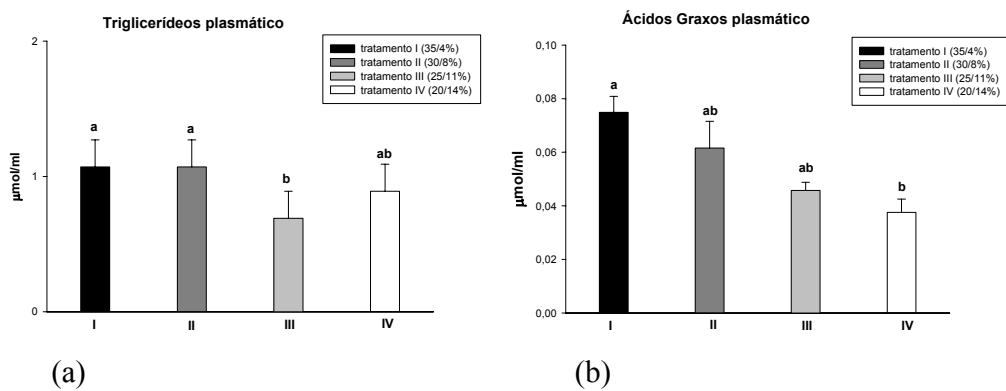 Triglicerídeos plasmático
2
tratamento I (35/4%)
tratamento II (30/8%)
tratamento III (25/11%)
tratamento IV (20/14%)
a
a
ab
b
1
µmol/ml
0
I
II
III
IV
(a)
Ácidos Graxos plasmático
0,10
tratamento I (35/4%)
tratamento II (30/8%)
tratamento III (25/11%)
tratamento IV (20/14%)
a
0,08
ab
ab
0,06
µmol/ml
b
0,04
0,02
0,00
I
II
III
IV
(b)